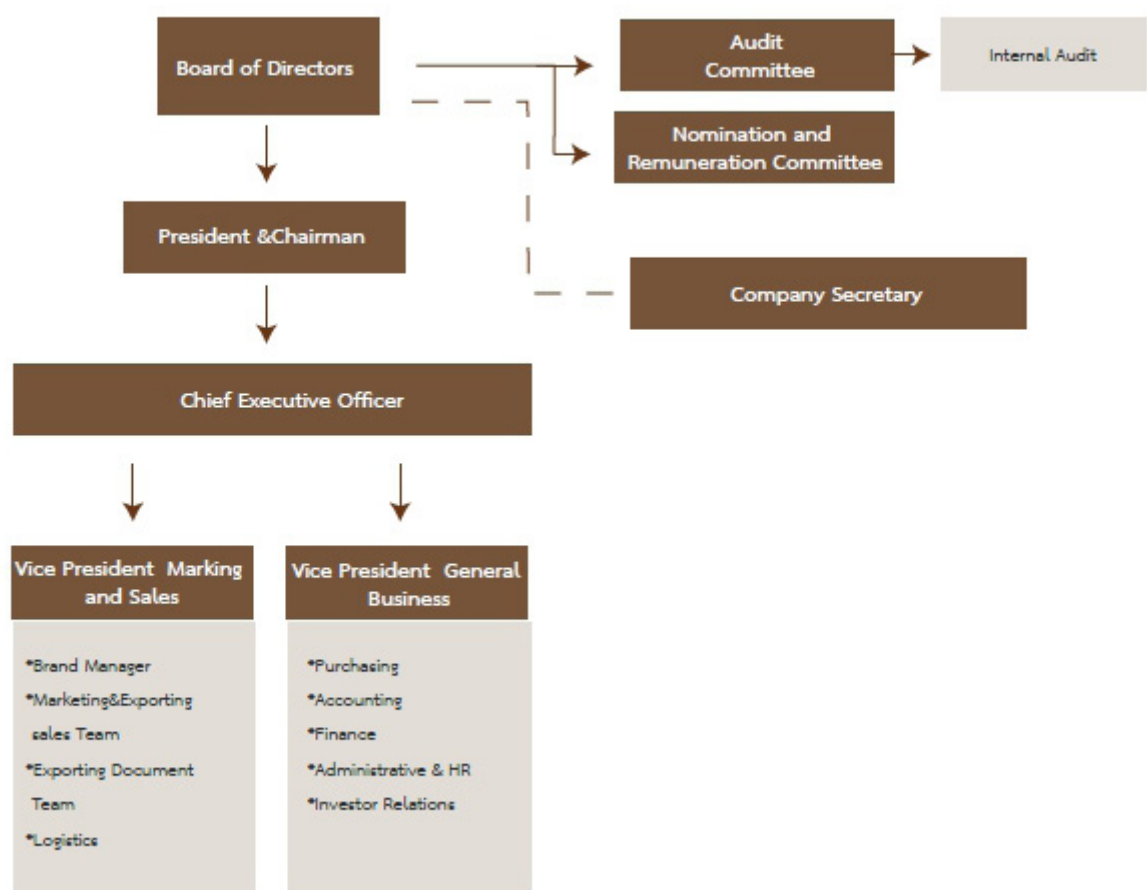 Board of Directors
Audit
Committee
Internal Audit
Nomination and
Remuneration Committee
President &Chairman
Company Secretary
Chief Executive Officer
Vice President Marking
and Sales
*Brand Manager
*Marketing&Exporting
sales Team
*Exporting Document
Team
*Logistics
Vice President General
Business
*Purchasing
*Accounting
*Finance
*Administrative & HR
*Investor Relations